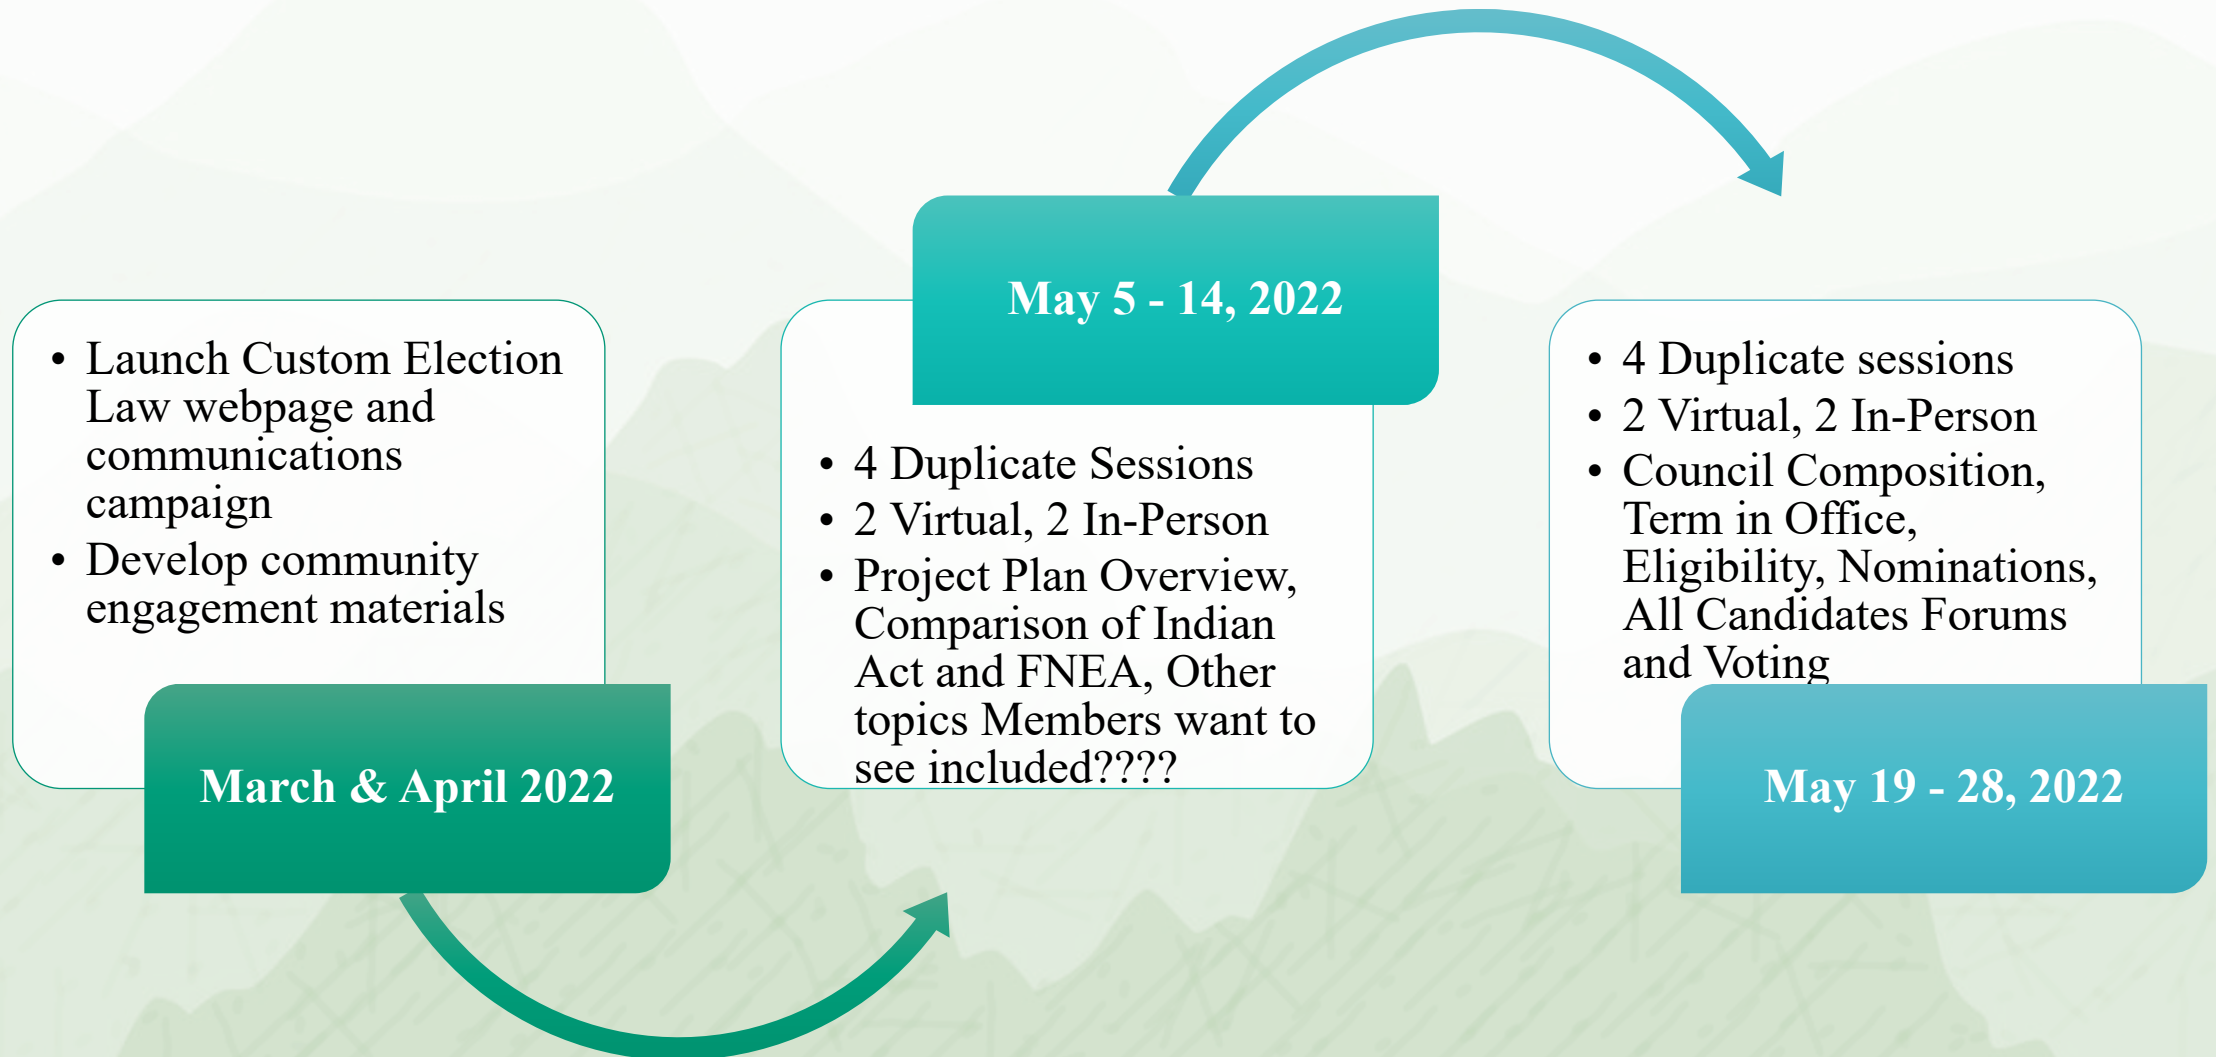 • Launch Custom Election
Law webpage and
communications
campaign
• Develop community
engagement materials
March & April 2022
May 5 - 14, 2022
• 4 Duplicate Sessions
• 2 Virtual, 2 In-Person
• Project Plan Overview,
Comparison of Indian
Act and FNEA, Other
topics Members want to
see included????
• 4 Duplicate sessions
• 2 Virtual, 2 In-Person
• Council Composition,
Term in Office,
Eligibility, Nominations,
All Candidates Forums
and Voting
May 19 - 28, 2022